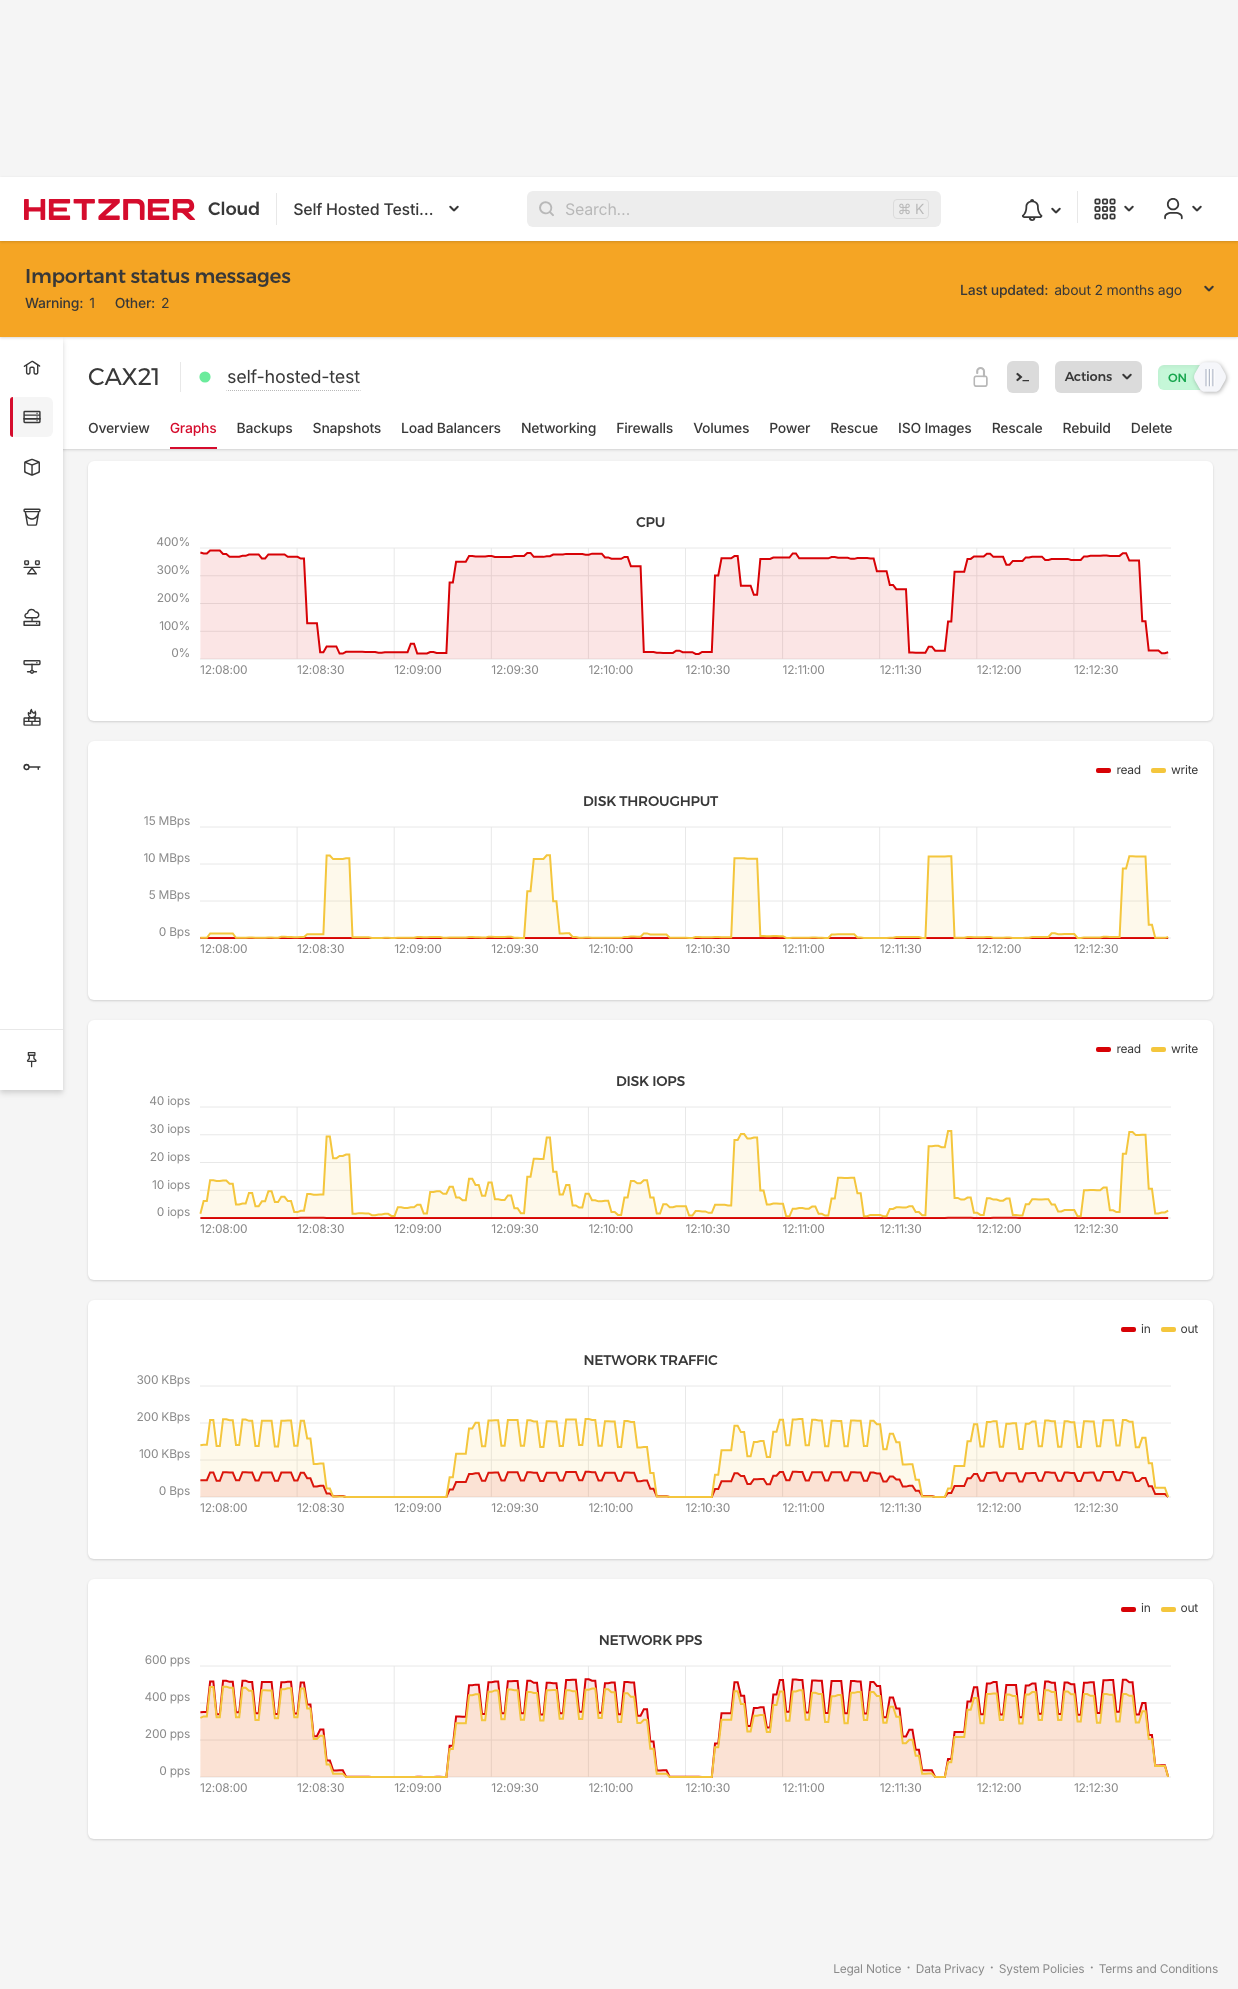 HETZNER Cloud Self Hosted Testi... Search... ⌘ K
Important status messages
Warning: 1 Other: 2
Last updated: about 2 months ago
CAX21 self-hosted-test >_ Actions ON
Overview Graphs Backups Snapshots Load Balancers Networking Firewalls Volumes Power Rescue ISO Images Rescale Rebuild Delete
CPU
400%
300%
200%
100%
0%
12:08:00 12:08:30 12:09:00 12:09:30 12:10:00 12:10:30 12:11:00 12:11:30 12:12:00 12:12:30
read write
DISK THROUGHPUT
15 MBps
10 MBps
5 MBps
0 Bps
12:08:00 12:08:30 12:09:00 12:09:30 12:10:00 12:10:30 12:11:00 12:11:30 12:12:00 12:12:30
read write
DISK IOPS
40 iops
30 iops
20 iops
10 iops
0 iops
12:08:00 12:08:30 12:09:00 12:09:30 12:10:00 12:10:30 12:11:00 12:11:30 12:12:00 12:12:30
in out
NETWORK TRAFFIC
300 KBps
200 KBps
100 KBps
0 Bps
12:08:00 12:08:30 12:09:00 12:09:30 12:10:00 12:10:30 12:11:00 12:11:30 12:12:00 12:12:30
in out
NETWORK PPS
600 pps
400 pps
200 pps
0 pps
12:08:00 12:08:30 12:09:00 12:09:30 12:10:00 12:10:30 12:11:00 12:11:30 12:12:00 12:12:30
Legal Notice · Data Privacy · System Policies · Terms and Conditions